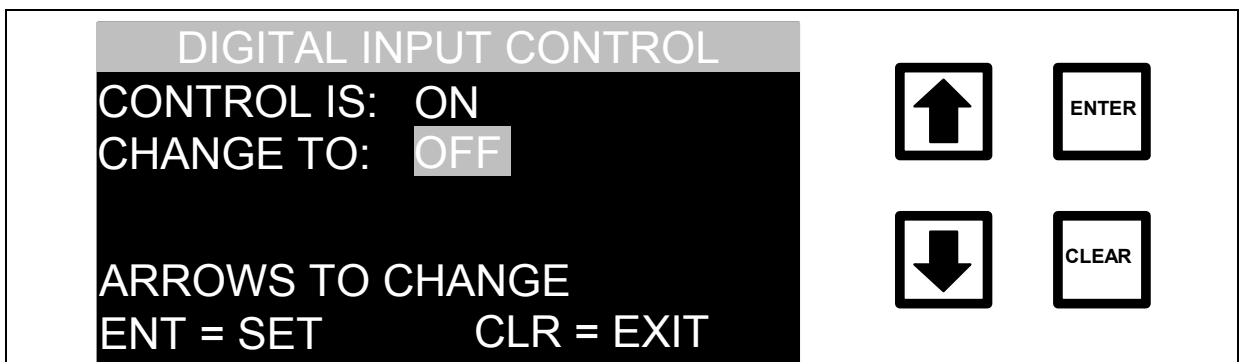 DIGITAL INPUT CONTROL
CONTROL IS: ON
CHANGE TO: OFF
ARROWS TO CHANGE
ENT = SET CLR = EXIT
ENTER
CLEAR